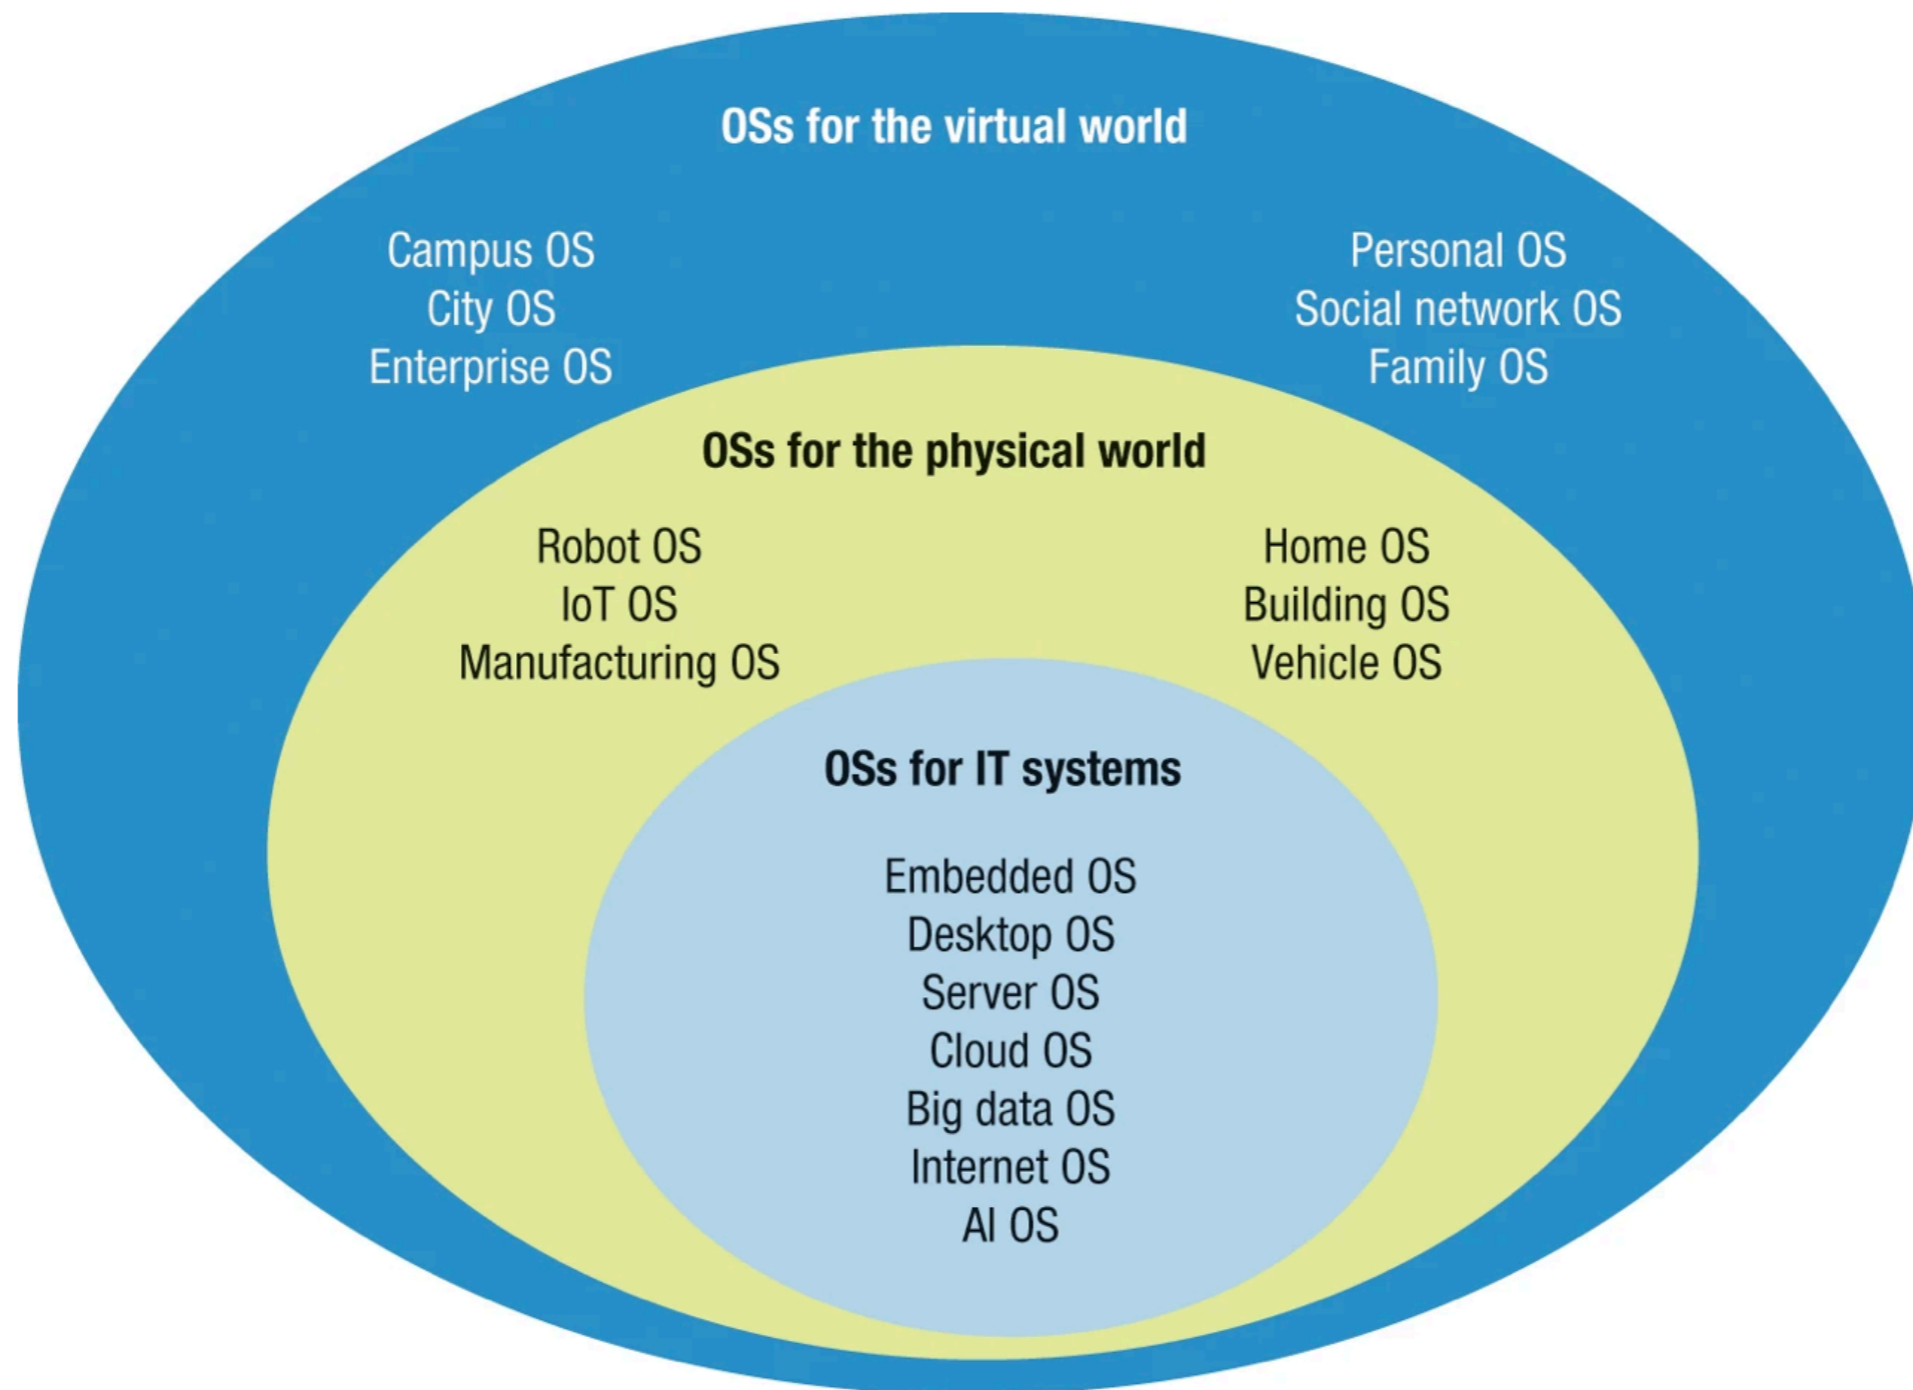 OSs for the virtual world
Campus OS
City OS
Enterprise OS
Personal OS
Social network OS
Family OS
OSs for the physical world
Robot OS
IoT OS
Manufacturing OS
Home OS
Building OS
Vehicle OS
OSs for IT systems
Embedded OS
Desktop OS
Server OS
Cloud OS
Big data OS
Internet OS
AI OS